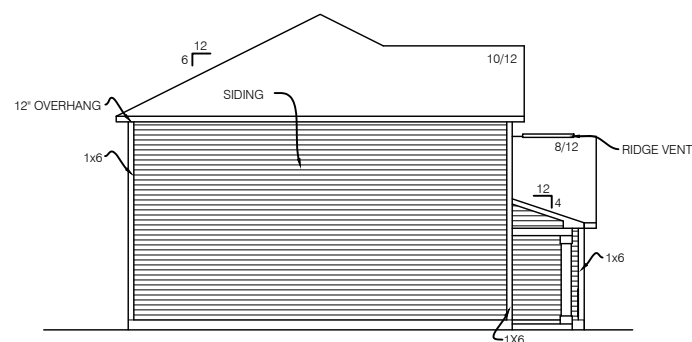 12
6
10/12
SIDING
12" OVERHANG
8/12
RIDGE VENT
1x6
12
4
1x6
1X6